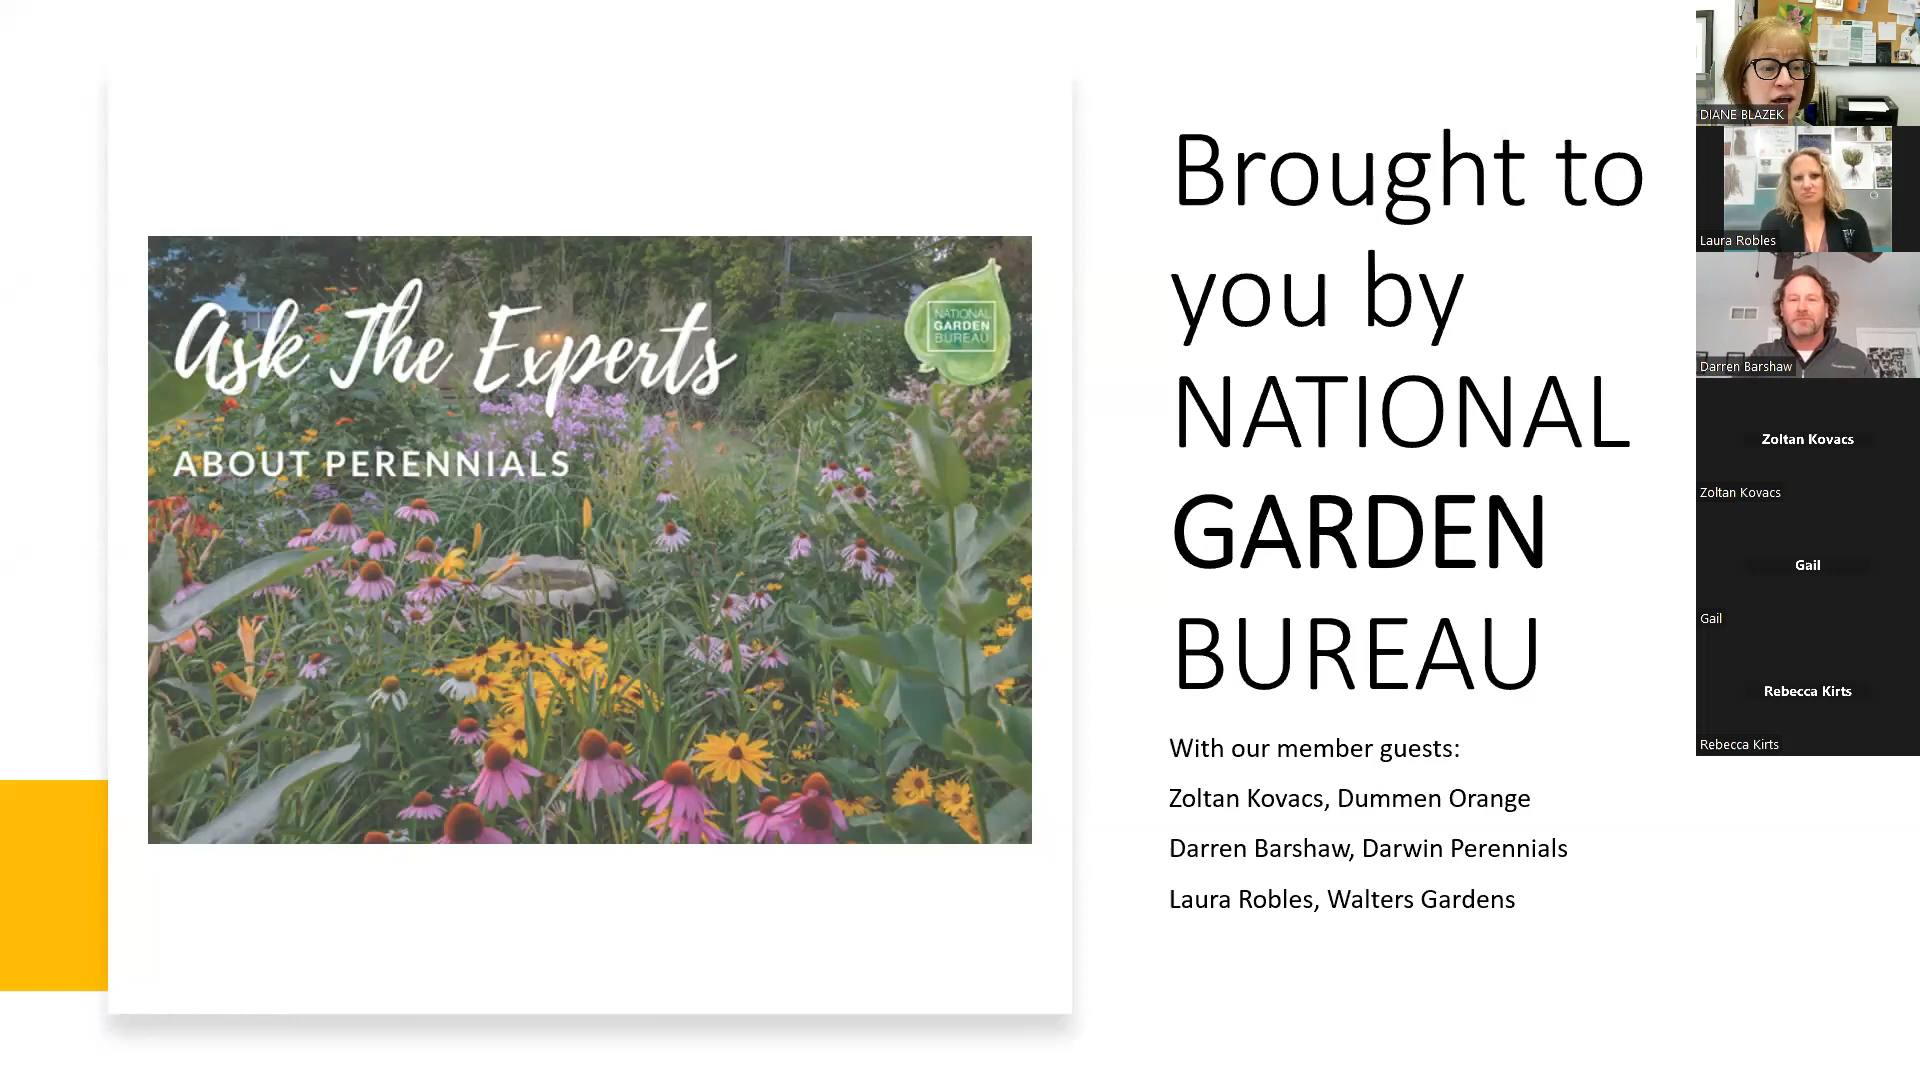 Ask The Experts
ABOUT PERENNIALS
NATIONAL
GARDEN
BUREAU
Brought to
you by
NATIONAL
GARDEN
BUREAU
With our member guests:
Zoltan Kovacs, Dummen Orange
Darren Barshaw, Darwin Perennials
Laura Robles, Walters Gardens
DIANE BLAZEK
Laura Robles
Darren Barshaw
Zoltan Kovacs
Zoltan Kovacs
Gail
Gail
Rebecca Kirts
Rebecca Kirts